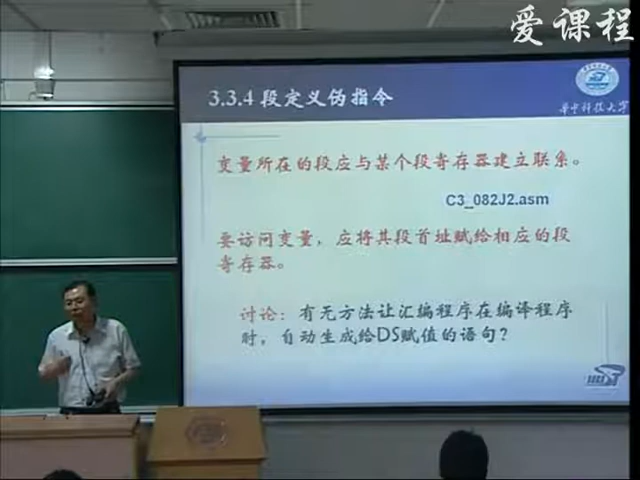 爱课程
3.3.4 段定义伪指令
华中科技大学
变量所在的段应与某个段寄存器建立联系。
C3_082J2.asm
要访问变量，应将其段首址赋给相应的段
寄存器。
讨论：有无方法让汇编程序在编译程序
时，自动生成给DS赋值的语句？